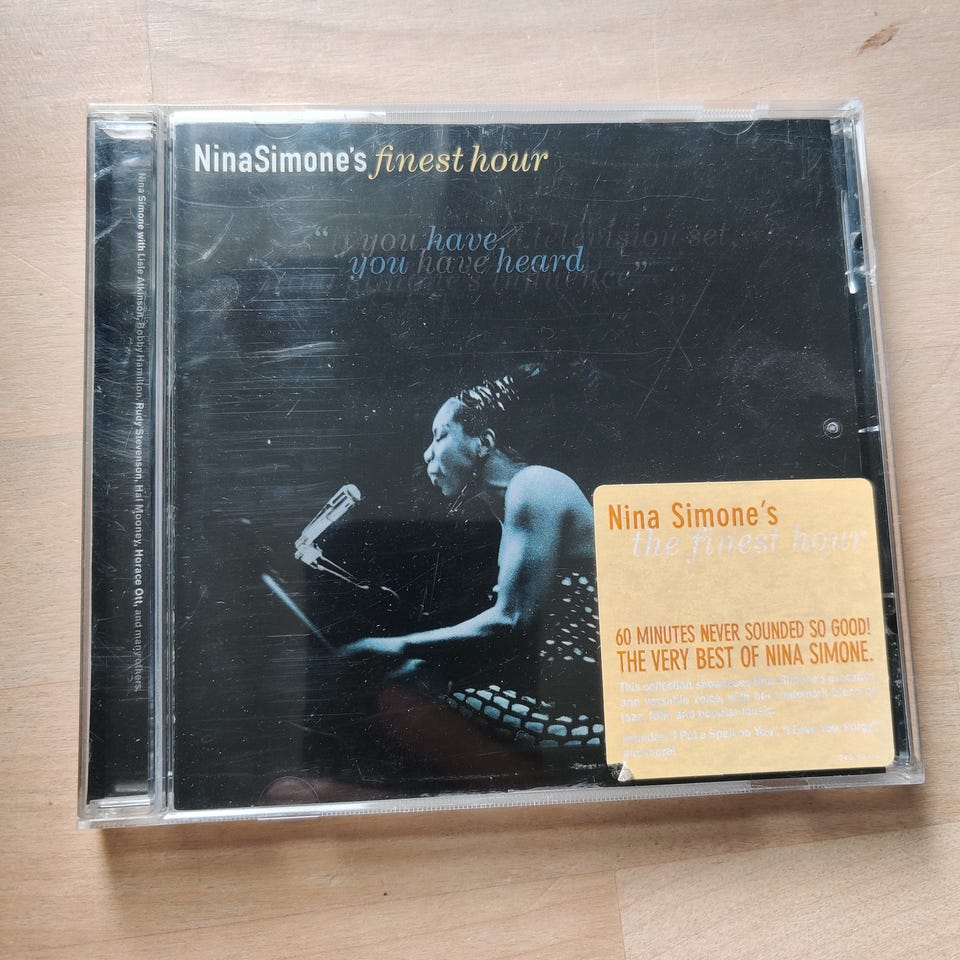 NinaSimone's finest hour
"if you have a television set,
you have heard
Nina Simone's influence"
Nina Simone with Lisle Atkinson, Bobby Hamilton, Rudy Stevenson, Hal Mooney, Horace Ott, and many others.
Nina Simone's
the finest hour
60 MINUTES NEVER SOUNDED SO GOOD!
THE VERY BEST OF NINA SIMONE.
This collection showcases Nina Simone's evocative
and versatile voice, with her trademark blend of
jazz, folk, and popular music.
Includes "I Put a Spell on You", "I Love You, Porgy",
and more!